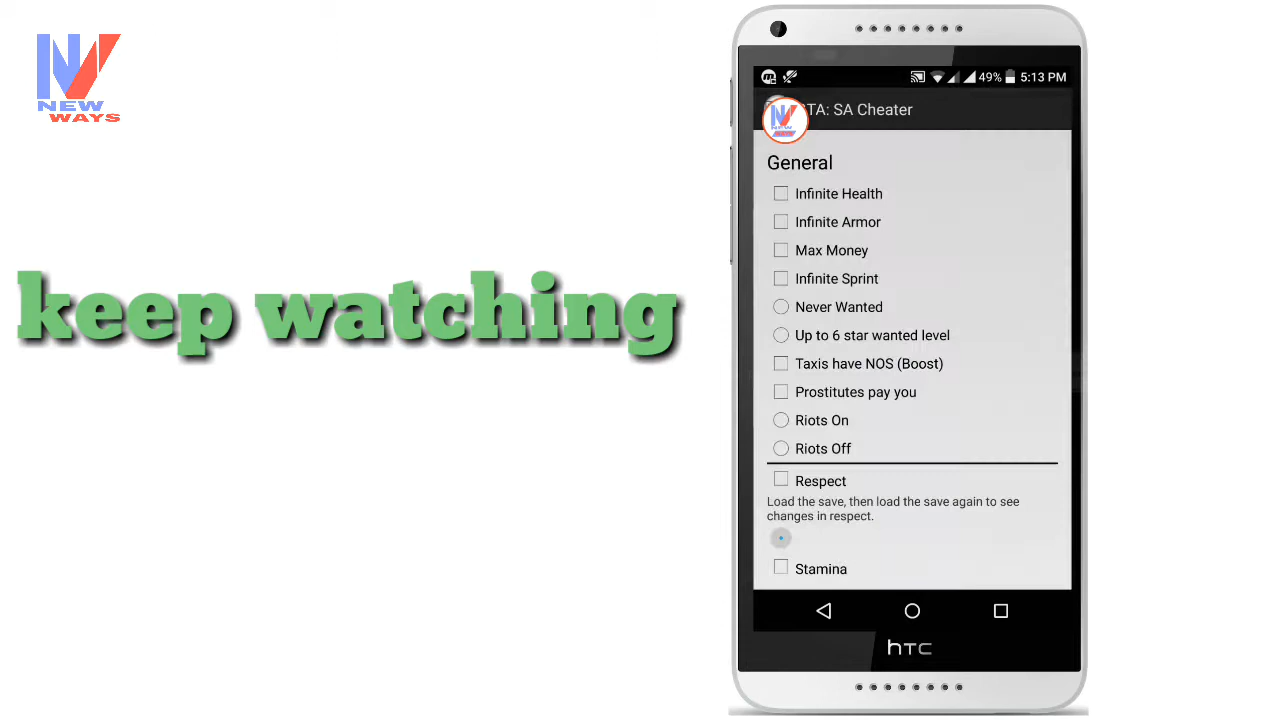 NEW
WAYS
keep watching
49% 5:13 PM
TA: SA Cheater
NEW
General
Infinite Health
Infinite Armor
Max Money
Infinite Sprint
Never Wanted
Up to 6 star wanted level
Taxis have NOS (Boost)
Prostitutes pay you
Riots On
Riots Off
Respect
Load the save, then load the save again to see
changes in respect.
Stamina
hTC